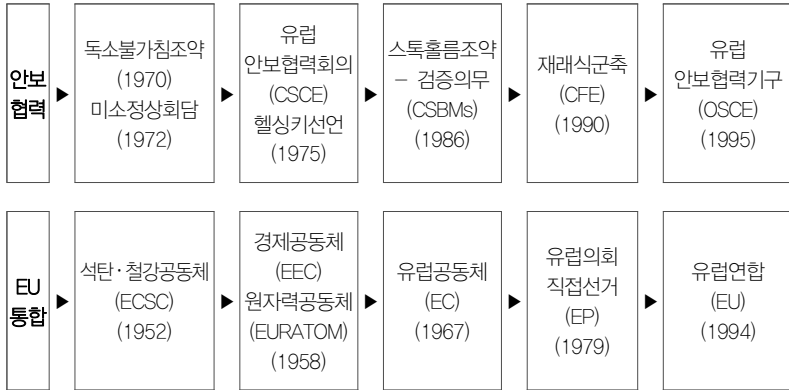 안보
협력
▶
독소불가침조약
(1970)
미소정상회담
(1972)
▶
유럽
안보협력회의
(CSCE)
헬싱키선언
(1975)
▶
스톡홀름조약
- 검증의무
(CSBMs)
(1986)
▶
재래식군축
(CFE)
(1990)
▶
유럽
안보협력기구
(OSCE)
(1995)
EU
통합
▶
석탄·철강공동체
(ECSC)
(1952)
▶
경제공동체
(EEC)
원자력공동체
(EURATOM)
(1958)
▶
유럽공동체
(EC)
(1967)
▶
유럽의회
직접선거
(EP)
(1979)
▶
유럽연합
(EU)
(1994)